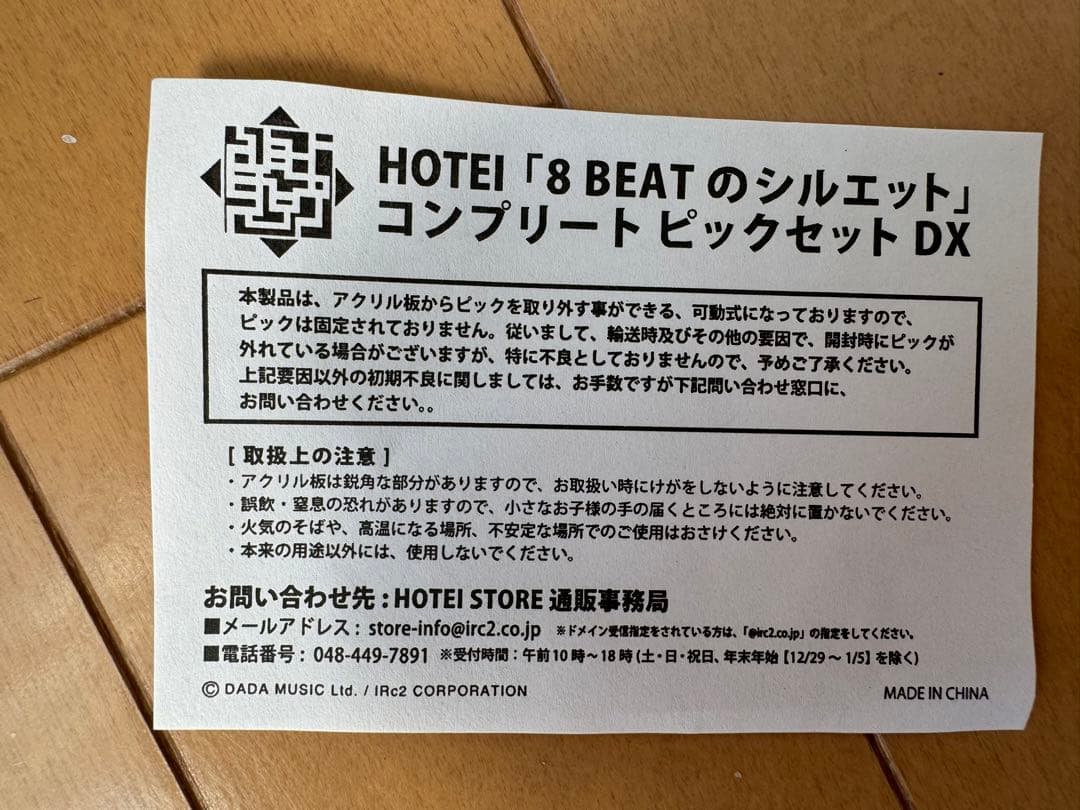 HOTEI「8 BEAT のシルエット」
コンプリート ピックセット DX
本製品は、アクリル板からピックを取り外す事ができる、可動式になっておりますので、
ピックは固定されておりません。従いまして、輸送時及びその他の要因で、開封時にピックが
外れている場合がございますが、特に不良としておりませんので、予めご了承ください。
上記要因以外の初期不良に関しましては、お手数ですが下記問い合わせ窓口に、
お問い合わせください。。
[ 取扱上の注意 ]
・アクリル板は鋭角な部分がありますので、お取扱い時にけがをしないように注意してください。
・誤飲・窒息の恐れがありますので、小さなお子様の手の届くところには絶対に置かないでください。
・火気のそばや、高温になる場所、不安定な場所でのご使用はおさけください。
・本来の用途以外には、使用しないでください。
お問い合わせ先 : HOTEI STORE 通販事務局
■メールアドレス : store-info@irc2.co.jp ※ドメイン受信指定をされている方は、「@irc2.co.jp」の指定をしてください。
■電話番号 : 048-449-7891 ※受付時間 : 午前 10 時〜 18 時 (土・日・祝日、年末年始【12/29 〜 1/5】を除く)
© DADA MUSIC Ltd. / IRc2 CORPORATION MADE IN CHINA